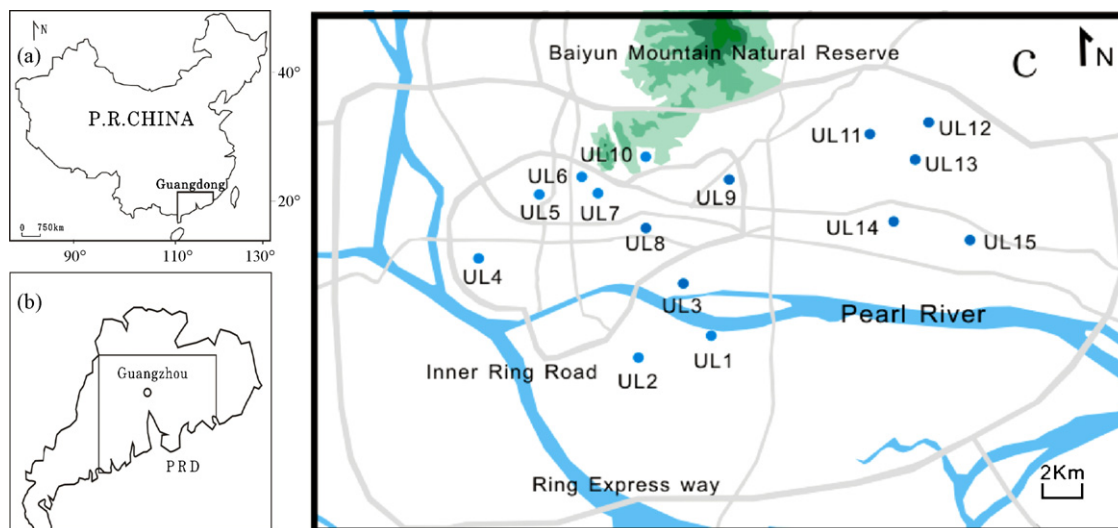 (a)
N
P.R.CHINA
Guangdong
0 750km
40°
20°
90°
110°
130°
(b)
Guangzhou
PRD
C
N
Baiyun Mountain Natural Reserve
UL12
UL11
UL13
UL10
UL6
UL5
UL7
UL9
UL8
UL14
UL15
UL4
UL3
Pearl River
UL1
UL2
Inner Ring Road
Ring Express way
2Km